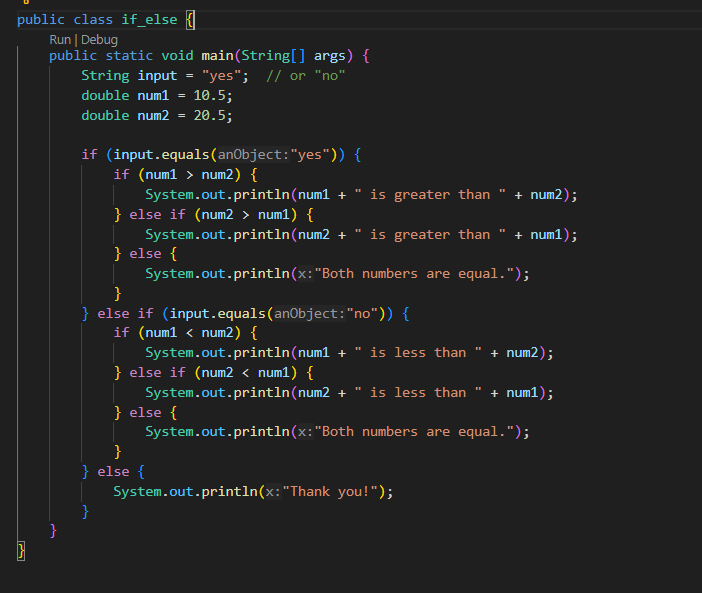 public class if_else {
Run | Debug
public static void main(String[] args) {
String input = "yes";  // or "no"
double num1 = 10.5;
double num2 = 20.5;
if (input.equals(anObject:"yes")) {
if (num1 > num2) {
System.out.println(num1 + " is greater than " + num2);
} else if (num2 > num1) {
System.out.println(num2 + " is greater than " + num1);
} else {
System.out.println(x:"Both numbers are equal.");
}
} else if (input.equals(anObject:"no")) {
if (num1 < num2) {
System.out.println(num1 + " is less than " + num2);
} else if (num2 < num1) {
System.out.println(num2 + " is less than " + num1);
} else {
System.out.println(x:"Both numbers are equal.");
}
} else {
System.out.println(x:"Thank you!");
}
}
}